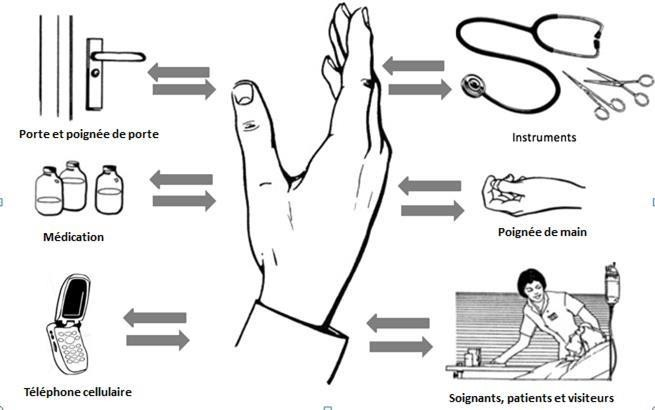 Porte et poignée de porte
Instruments
Médication
Poignée de main
Téléphone cellulaire
Soignants, patients et visiteurs